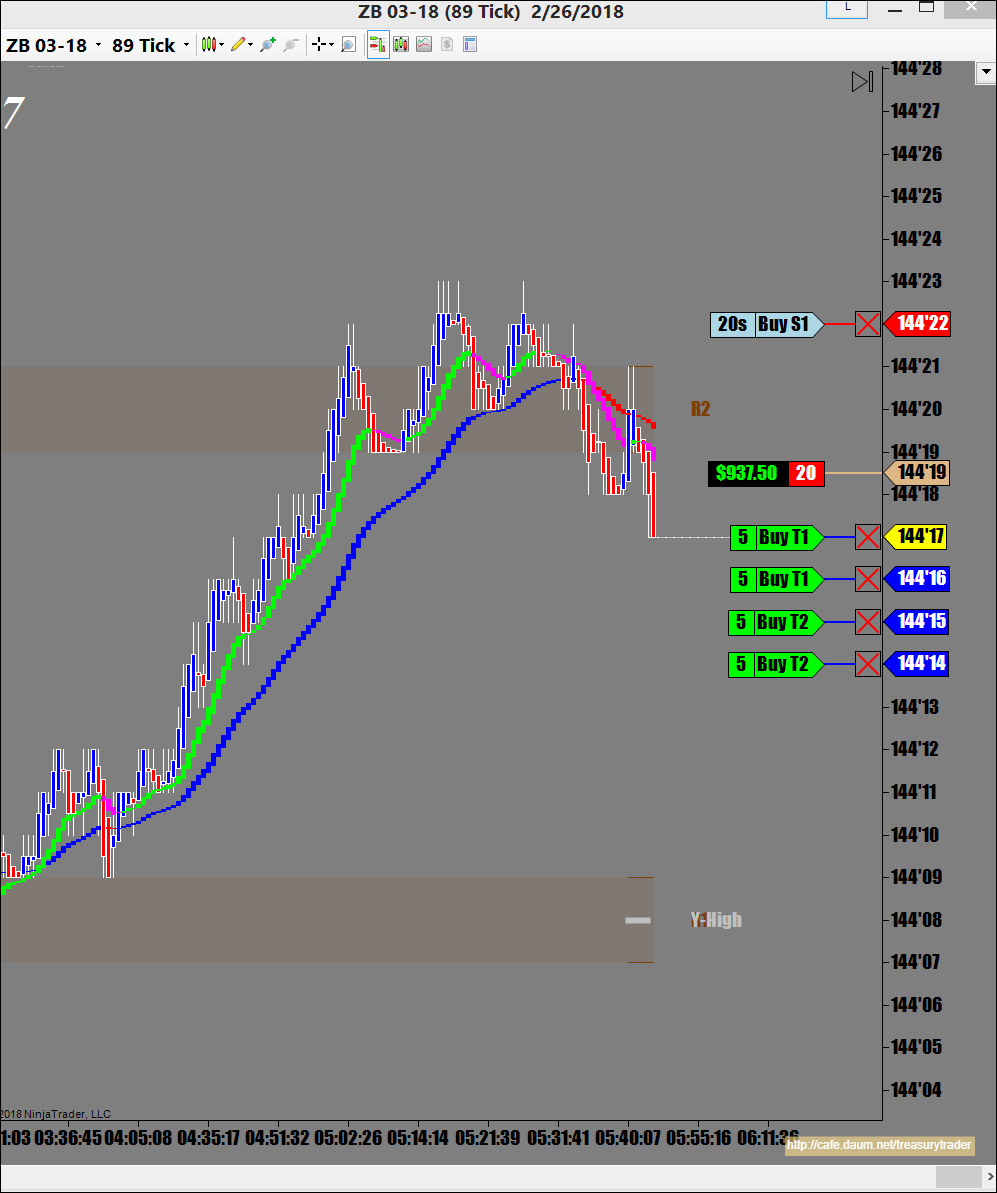 ZB 03-18 (89 Tick)  2/26/2018
L
ZB 03-18 89 Tick
7
144'28
144'27
144'26
144'25
144'24
144'23
20s Buy S1 144'22
144'21
R2 144'20
144'19
$937.50 20 144'19
144'18
5 Buy T1 144'17
5 Buy T1 144'16
5 Buy T2 144'15
5 Buy T2 144'14
144'13
144'12
144'11
144'10
144'09
Y-High 144'08
144'07
144'06
144'05
144'04
2018 NinjaTrader, LLC
1:03 03:36:45 04:05:08 04:35:17 04:51:32 05:02:26 05:14:14 05:21:39 05:31:41 05:40:07 05:55:16 06:11:36
http://cafe.daum.net/treasurytrader